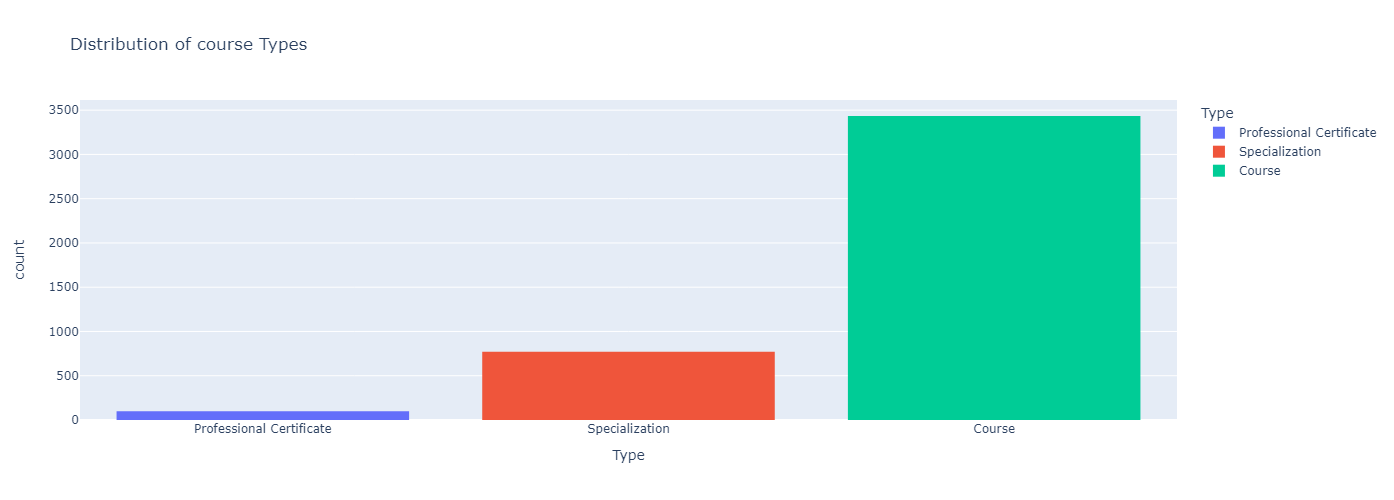 Distribution of course Types
3500
3000
2500
2000
1500
1000
500
0
count
Professional Certificate
Specialization
Course
Type
Type
Professional Certificate
Specialization
Course